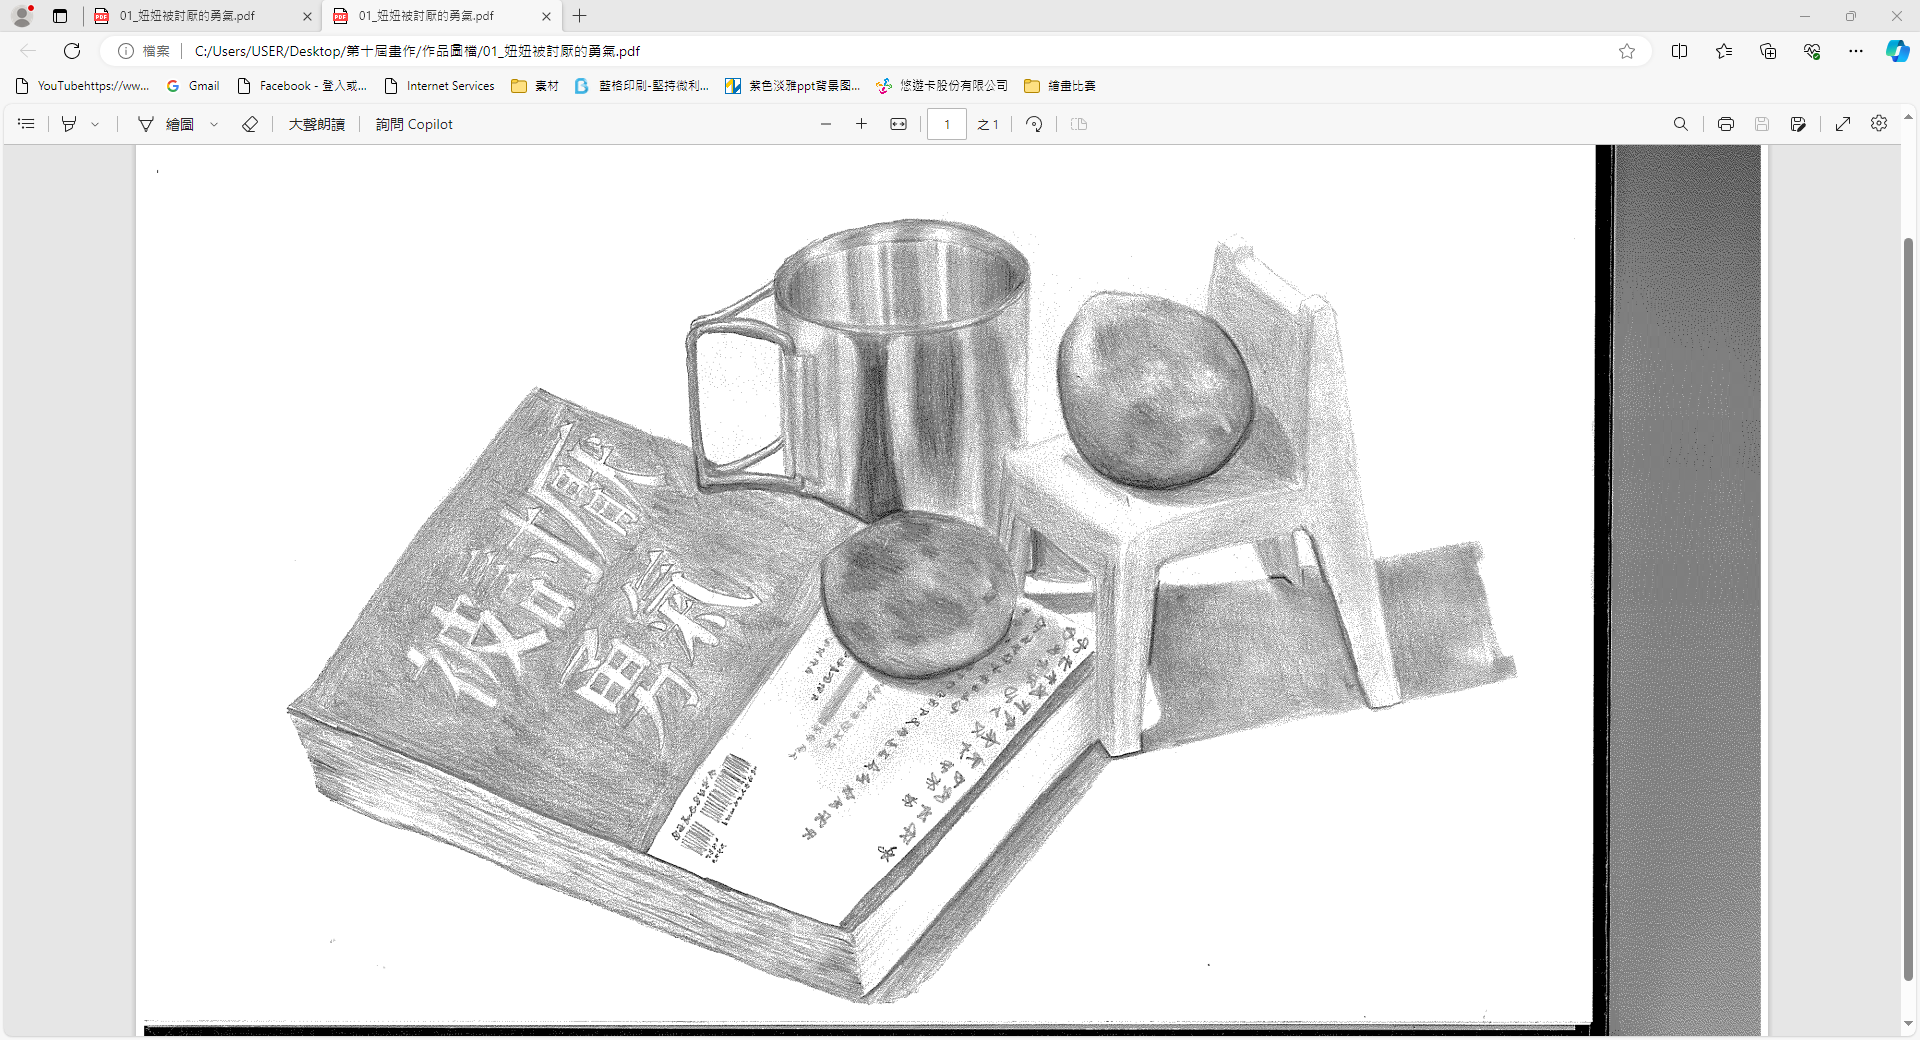 01_妞妞被討厭的勇氣.pdf
01_妞妞被討厭的勇氣.pdf
檔案 C:/Users/USER/Desktop/第十屆畫作/作品圖檔/01_妞妞被討厭的勇氣.pdf
YouTubehttps://ww... Gmail Facebook - 登入或... Internet Services 素材 藍格印刷-堅持微利... 紫色淡雅ppt背景图... 悠遊卡股份有限公司 繪畫比賽
繪圖 大聲朗讀 詢問 Copilot 1 之 1
被討厭
勇氣